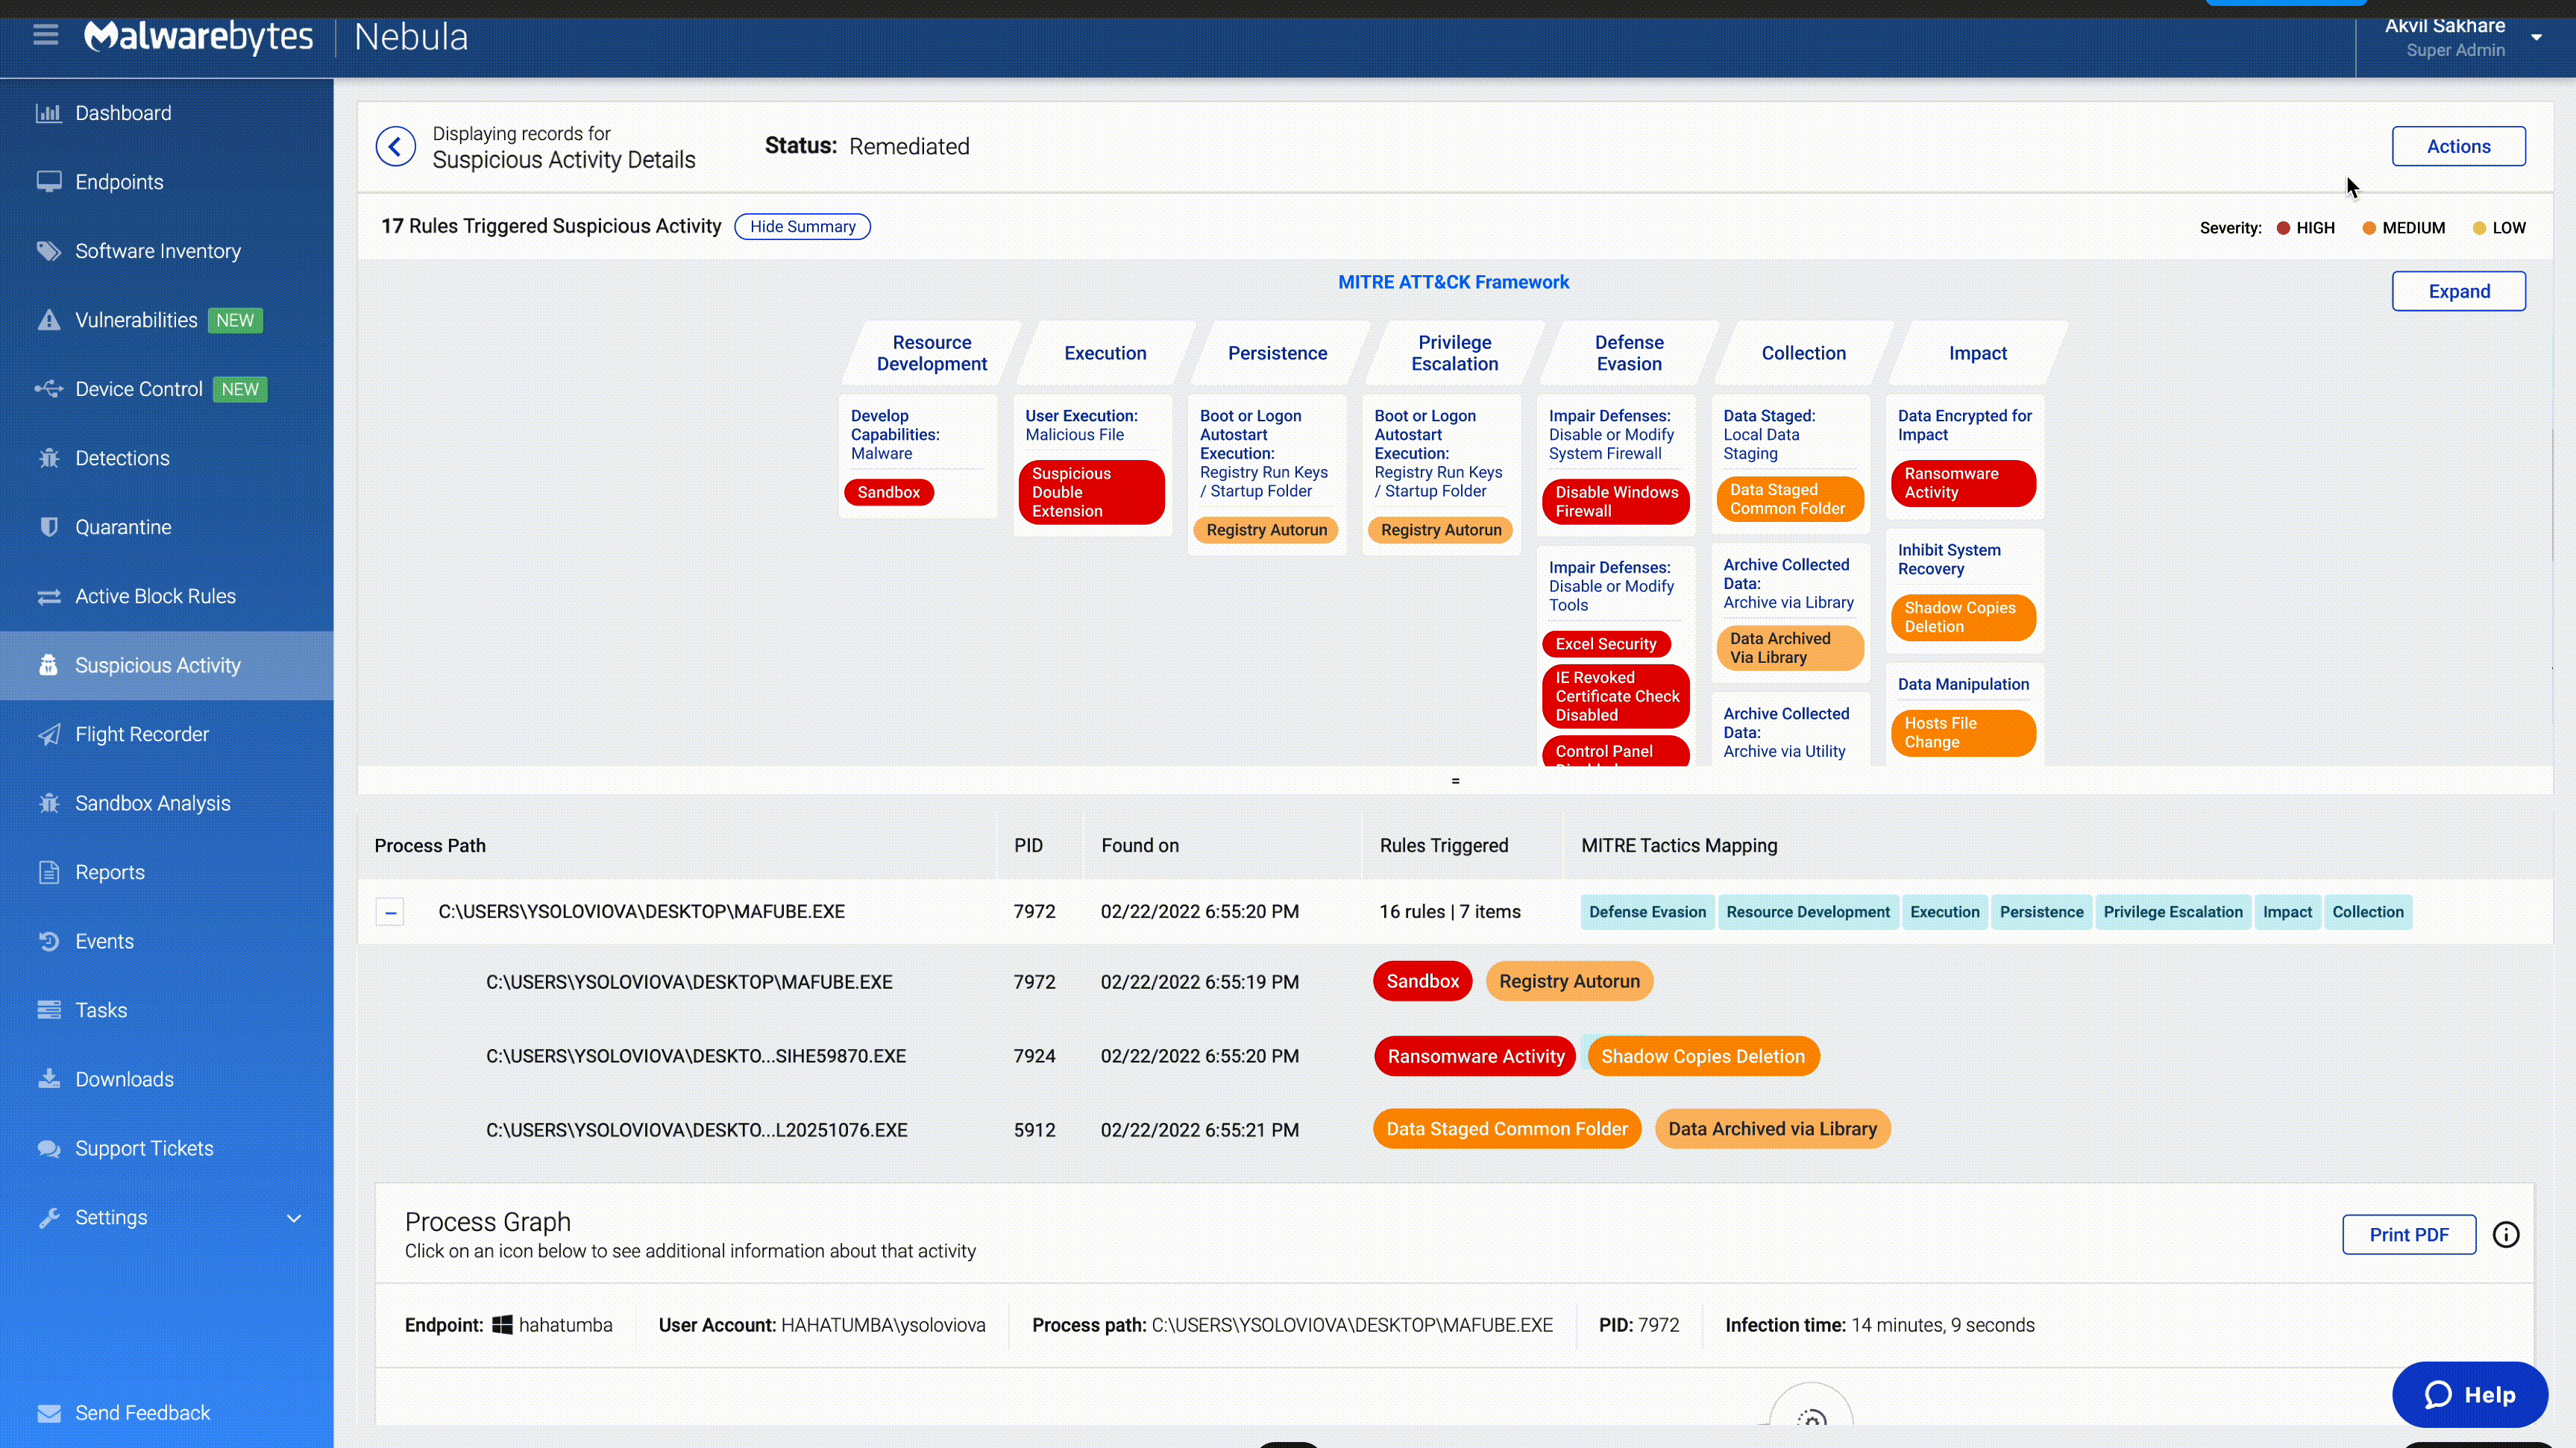 Malwarebytes | Nebula
Akvil Sakhare
Super Admin
Dashboard
Endpoints
Software Inventory
Vulnerabilities NEW
Device Control NEW
Detections
Quarantine
Active Block Rules
Suspicious Activity
Flight Recorder
Sandbox Analysis
Reports
Events
Tasks
Downloads
Support Tickets
Settings
Send Feedback
Displaying records for
Suspicious Activity Details
Status: Remediated
Actions
17 Rules Triggered Suspicious Activity Hide Summary
Severity: HIGH MEDIUM LOW
MITRE ATT&CK Framework
Expand
Resource
Development
Develop
Capabilities:
Malware
Sandbox
Execution
User Execution:
Malicious File
Suspicious
Double
Extension
Persistence
Boot or Logon
Autostart
Execution:
Registry Run Keys
/ Startup Folder
Registry Autorun
Privilege
Escalation
Boot or Logon
Autostart
Execution:
Registry Run Keys
/ Startup Folder
Registry Autorun
Defense
Evasion
Impair Defenses:
Disable or Modify
System Firewall
Disable Windows
Firewall
Impair Defenses:
Disable or Modify
Tools
Excel Security
IE Revoked
Certificate Check
Disabled
Control Panel
Collection
Data Staged:
Local Data
Staging
Data Staged
Common Folder
Archive Collected
Data:
Archive via Library
Data Archived
Via Library
Archive Collected
Data:
Archive via Utility
Impact
Data Encrypted for
Impact
Ransomware
Activity
Inhibit System
Recovery
Shadow Copies
Deletion
Data Manipulation
Hosts File
Change
=
Process Path PID Found on Rules Triggered MITRE Tactics Mapping
C:\USERS\YSOLOVIOVA\DESKTOP\MAFUBE.EXE 7972 02/22/2022 6:55:20 PM 16 rules | 7 items Defense Evasion Resource Development Execution Persistence Privilege Escalation Impact Collection
C:\USERS\YSOLOVIOVA\DESKTOP\MAFUBE.EXE 7972 02/22/2022 6:55:19 PM Sandbox Registry Autorun
C:\USERS\YSOLOVIOVA\DESKTO...SIHE59870.EXE 7924 02/22/2022 6:55:20 PM Ransomware Activity Shadow Copies Deletion
C:\USERS\YSOLOVIOVA\DESKTO...L20251076.EXE 5912 02/22/2022 6:55:21 PM Data Staged Common Folder Data Archived via Library
Process Graph
Click on an icon below to see additional information about that activity
Print PDF
Endpoint: hahatumba User Account: HAHATUMBA\ysoloviova Process path: C:\USERS\YSOLOVIOVA\DESKTOP\MAFUBE.EXE PID: 7972 Infection time: 14 minutes, 9 seconds
Help